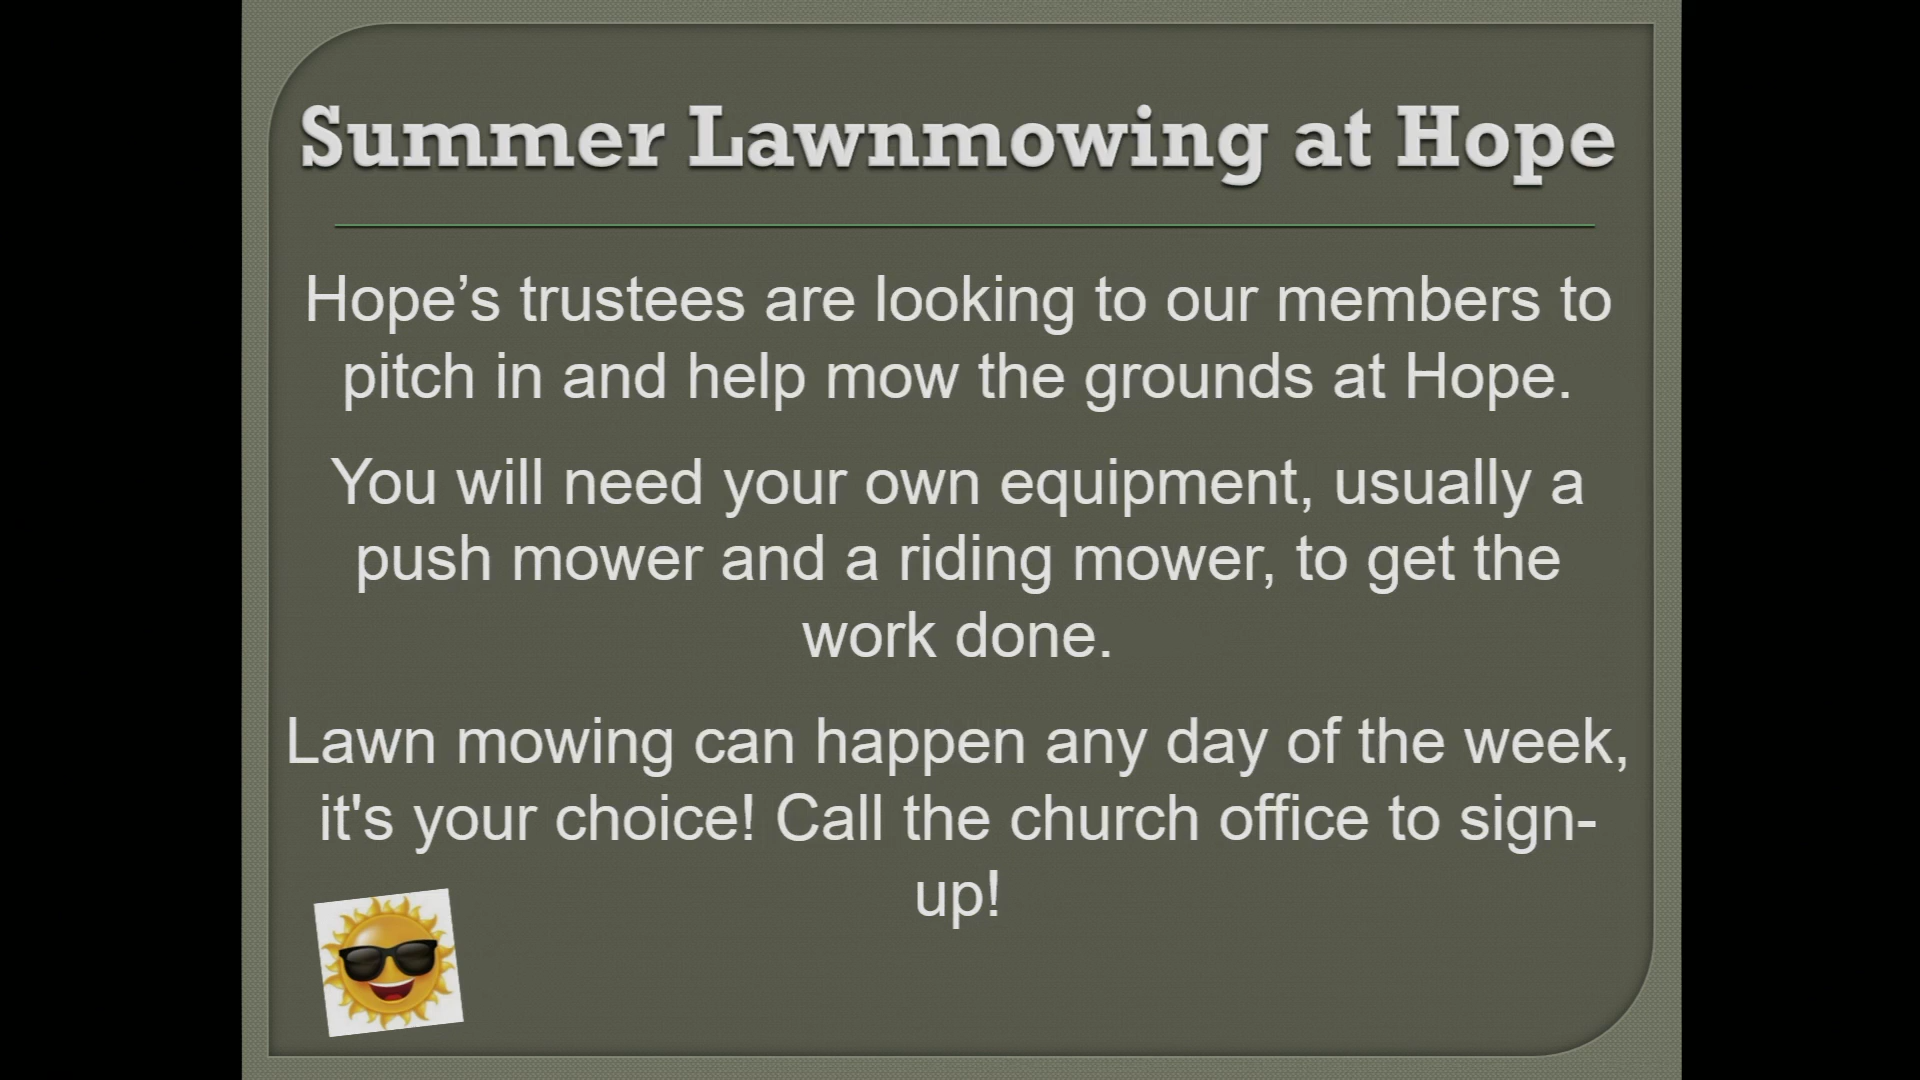 Summer Lawnmowing at Hope
Hope’s trustees are looking to our members to
pitch in and help mow the grounds at Hope.
You will need your own equipment, usually a
push mower and a riding mower, to get the
work done.
Lawn mowing can happen any day of the week,
it's your choice! Call the church office to sign-
up!